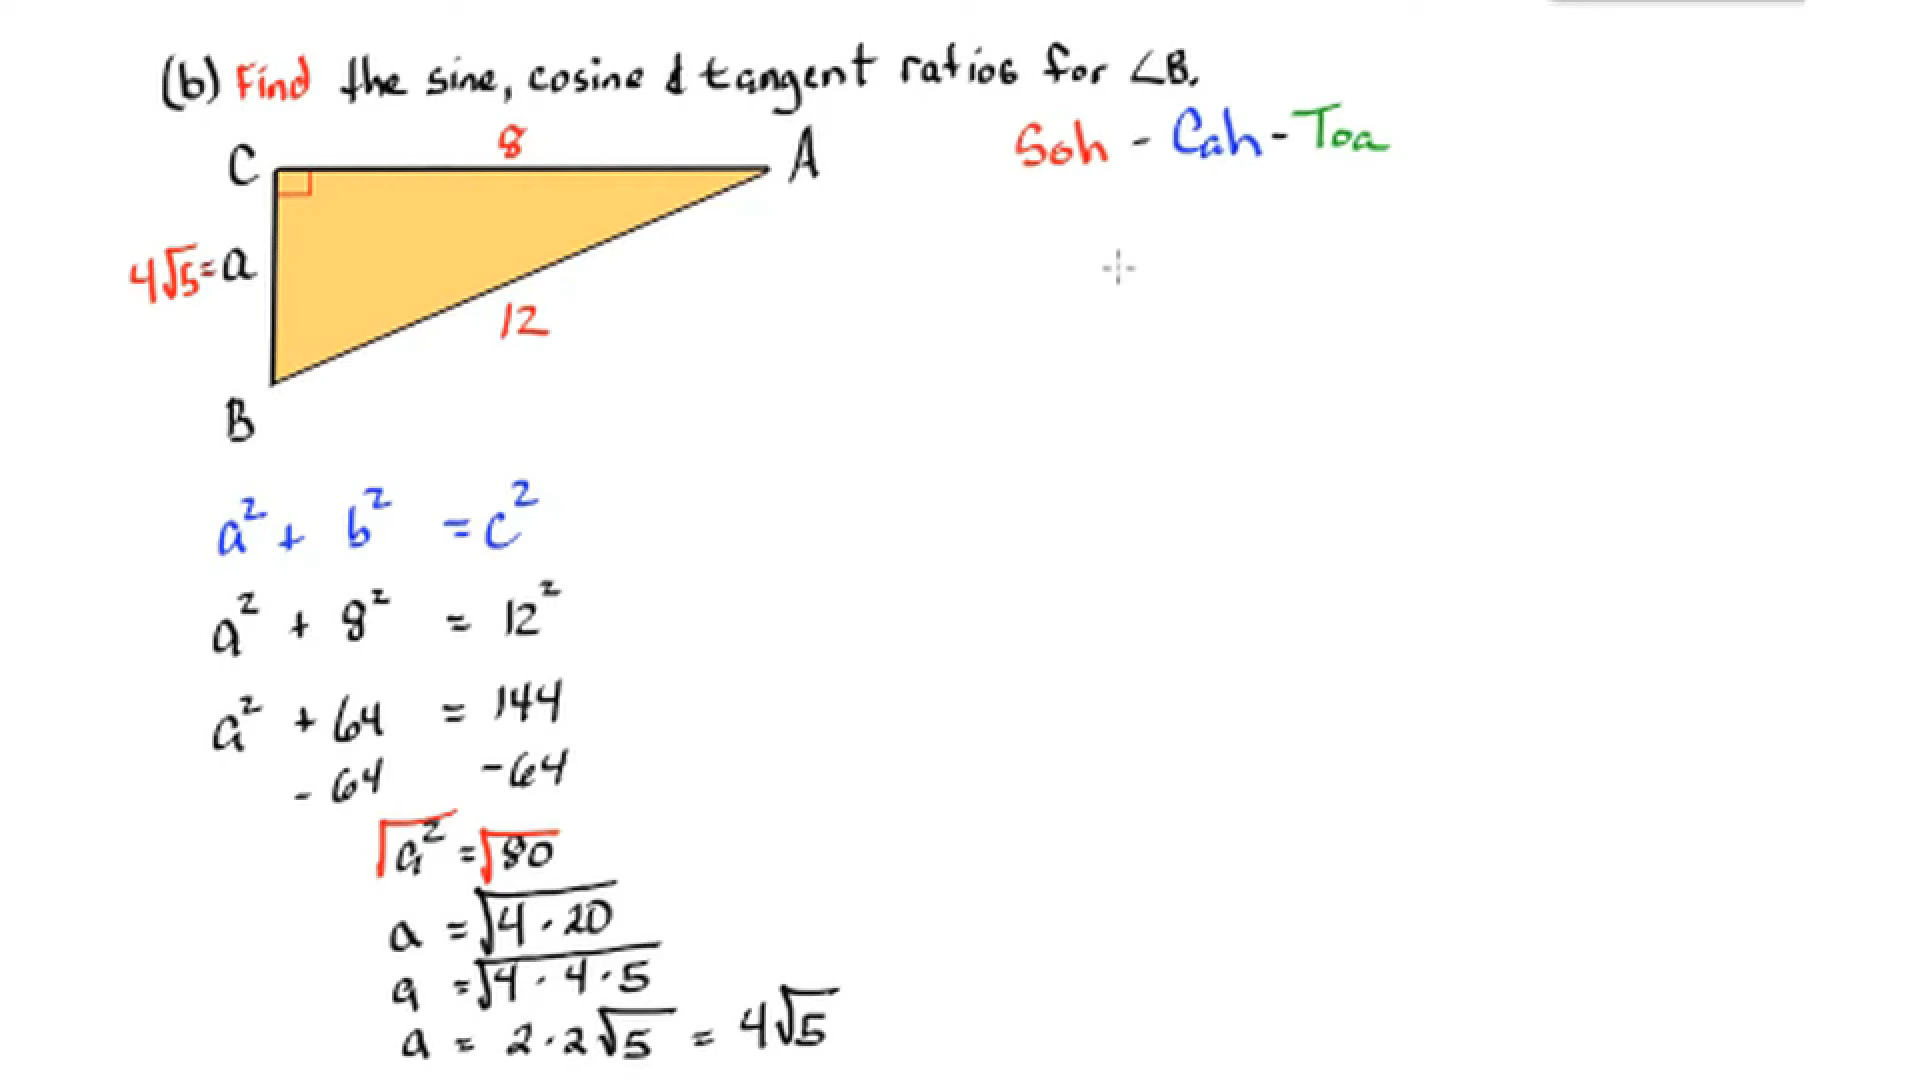 (b) Find the sine, cosine & tangent ratios for ∠B.
Soh - Cah - Toa
8
C
A
4√5 = a
12
B
a² + b² = c²
a² + 8² = 12²
a² + 64 = 144
- 64 - 64
√a² = √80
a = √4 · 20
a = √4 · 4 · 5
a = 2 · 2√5 = 4√5